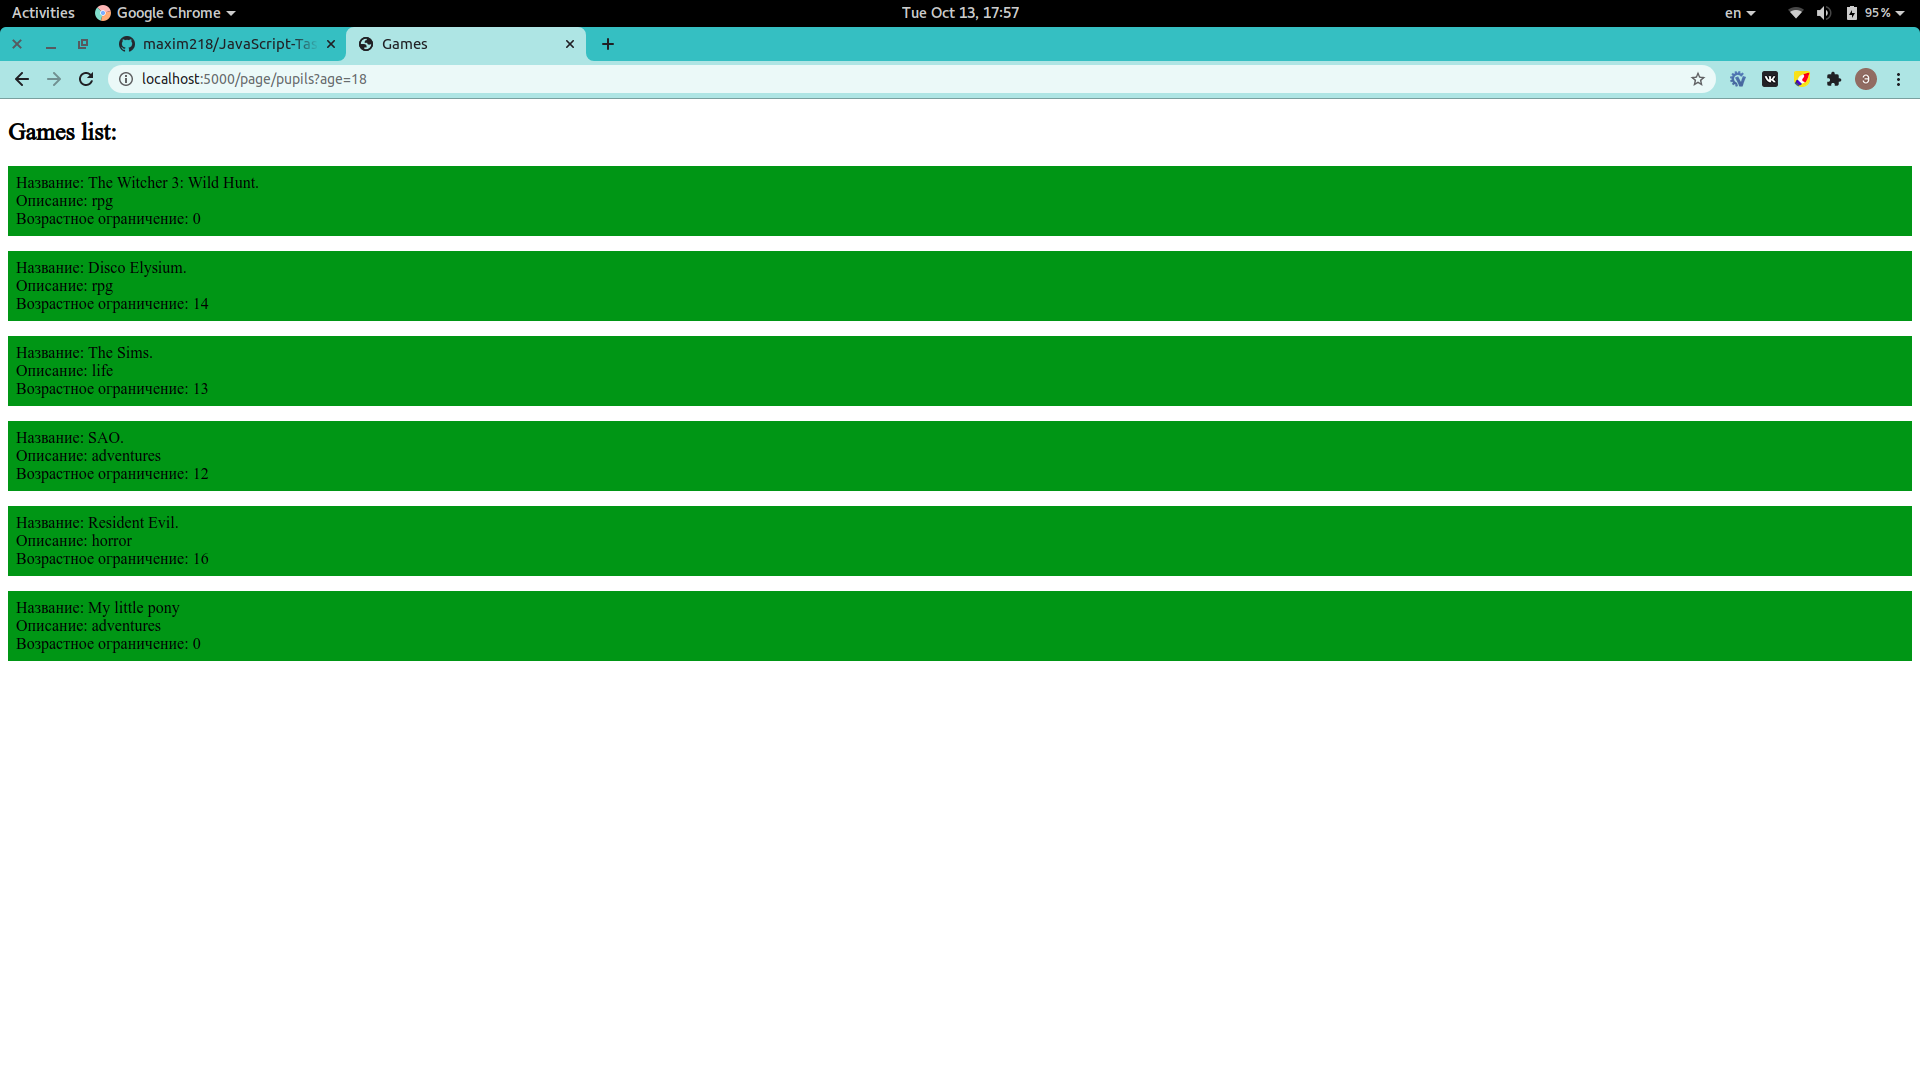 Activities Google Chrome Tue Oct 13, 17:57 en 95%
maxim218/JavaScript-Tas Games
localhost:5000/page/pupils?age=18 VK З
Games list:
Название: The Witcher 3: Wild Hunt.
Описание: rpg
Возрастное ограничение: 0
Название: Disco Elysium.
Описание: rpg
Возрастное ограничение: 14
Название: The Sims.
Описание: life
Возрастное ограничение: 13
Название: SAO.
Описание: adventures
Возрастное ограничение: 12
Название: Resident Evil.
Описание: horror
Возрастное ограничение: 16
Название: My little pony
Описание: adventures
Возрастное ограничение: 0